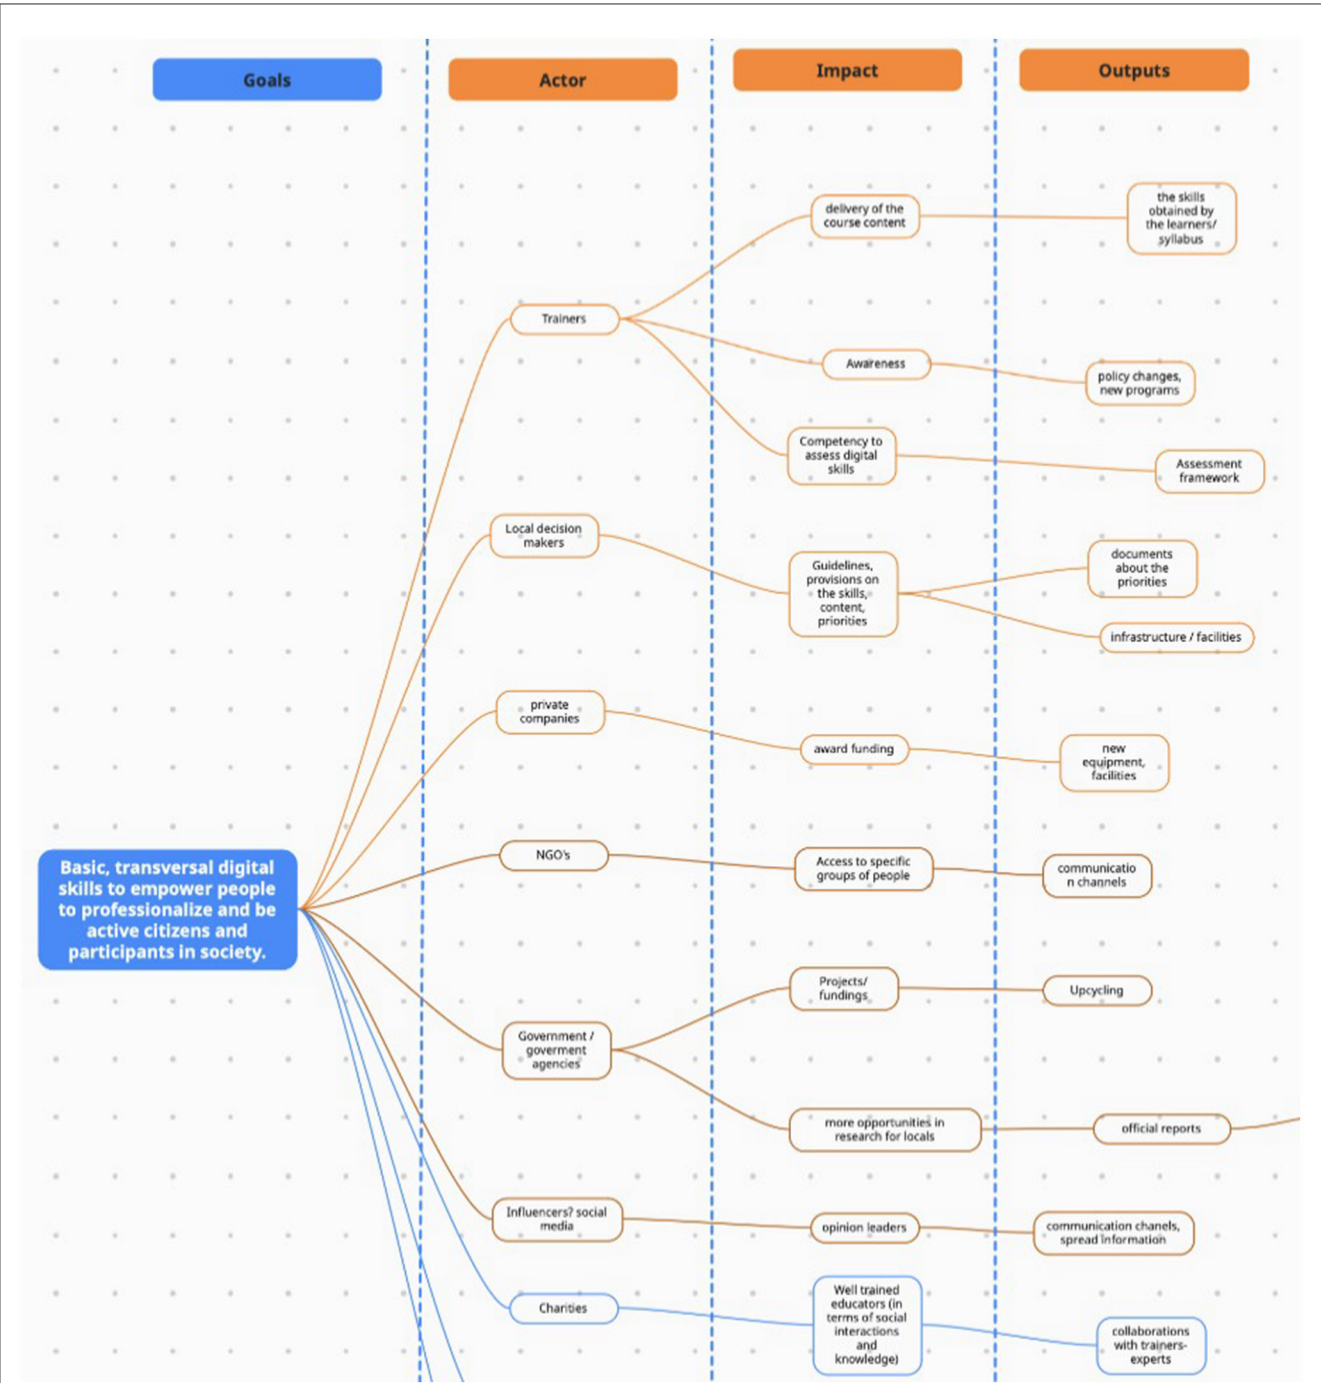 Goals
Actor
Impact
Outputs
delivery of the
course content
the skills
obtained by
the learners/
syllabus
Trainers
Awareness
policy changes,
new programs
Competency to
assess digital
skills
Assessment
framework
Local decision
makers
Guidelines,
provisions on
the skills,
content,
priorities
documents
about the
priorities
infrastructure / facilities
private
companies
award funding
new
equipment,
facilities
Basic, transversal digital
skills to empower people
to professionalize and be
active citizens and
participants in society.
NGO's
Access to specific
groups of people
communicatio
n channels
Government /
goverment
agencies
Projects/
fundings
Upcycling
more opportunities in
research for locals
official reports
Influencers? social
media
opinion leaders
communication chanels,
spread information
Charities
Well trained
educators (in
terms of social
interactions
and
knowledge)
collaborations
with trainers-
experts